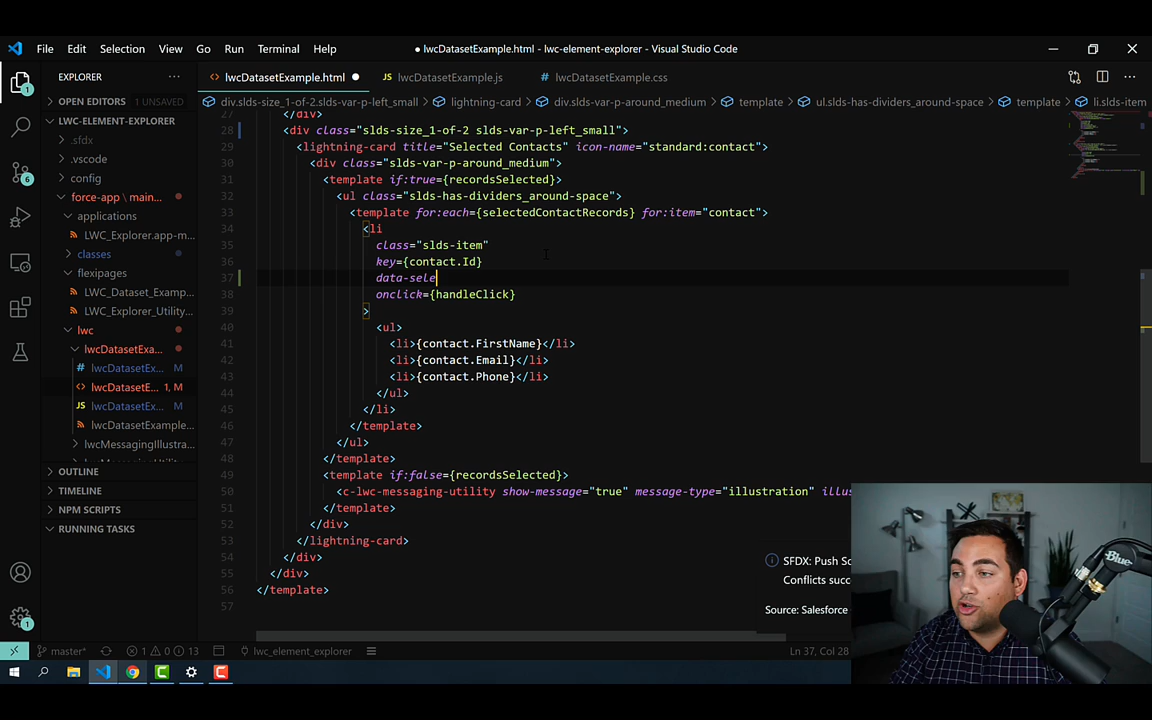 File Edit Selection View Go Run Terminal Help
● lwcDatasetExample.html - lwc-element-explorer - Visual Studio Code
EXPLORER
OPEN EDITORS 1 UNSAVED
LWC-ELEMENT-EXPLORER
.sfdx
.vscode
config
force-app \ main...
applications
LWC_Explorer.app-m...
classes
flexipages
LWC_Dataset_Examp...
LWC_Explorer_Utility...
lwc
lwcDatasetExa...
# lwcDatasetEx... M
<> lwcDatasetE... 1, M
JS lwcDatasetEx... M
lwcDatasetExample...
lwcMessagingIllustra...
OUTLINE
TIMELINE
NPM SCRIPTS
RUNNING TASKS
<> lwcDatasetExample.html ●
JS lwcDatasetExample.js
# lwcDatasetExample.css
div.slds-size_1-of-2.slds-var-p-left_small > lightning-card > div.slds-var-p-around_medium > template > ul.slds-has-dividers_around-space > template > li.slds-item
27 </div>
28 <div class="slds-size_1-of-2 slds-var-p-left_small">
29 <lightning-card title="Selected Contacts" icon-name="standard:contact">
30 <div class="slds-var-p-around_medium">
31 <template if:true={recordsSelected}>
32 <ul class="slds-has-dividers_around-space">
33 <template for:each={selectedContactRecords} for:item="contact">
34 <li
35 class="slds-item"
36 key={contact.Id}
37 data-sele
38 onclick={handleClick}
39 >
40 <ul>
41 <li>{contact.FirstName}</li>
42 <li>{contact.Email}</li>
43 <li>{contact.Phone}</li>
44 </ul>
45 </li>
46 </template>
47 </ul>
48 </template>
49 <template if:false={recordsSelected}>
50 <c-lwc-messaging-utility show-message="true" message-type="illustration" illus
51 </template>
52 </div>
53 </lightning-card>
54 </div>
55 </div>
56 </template>
57
SFDX: Push So
Conflicts succ
Source: Salesforce
Blue
master* 1 0 13 lwc_element_explorer
Ln 37, Col 28